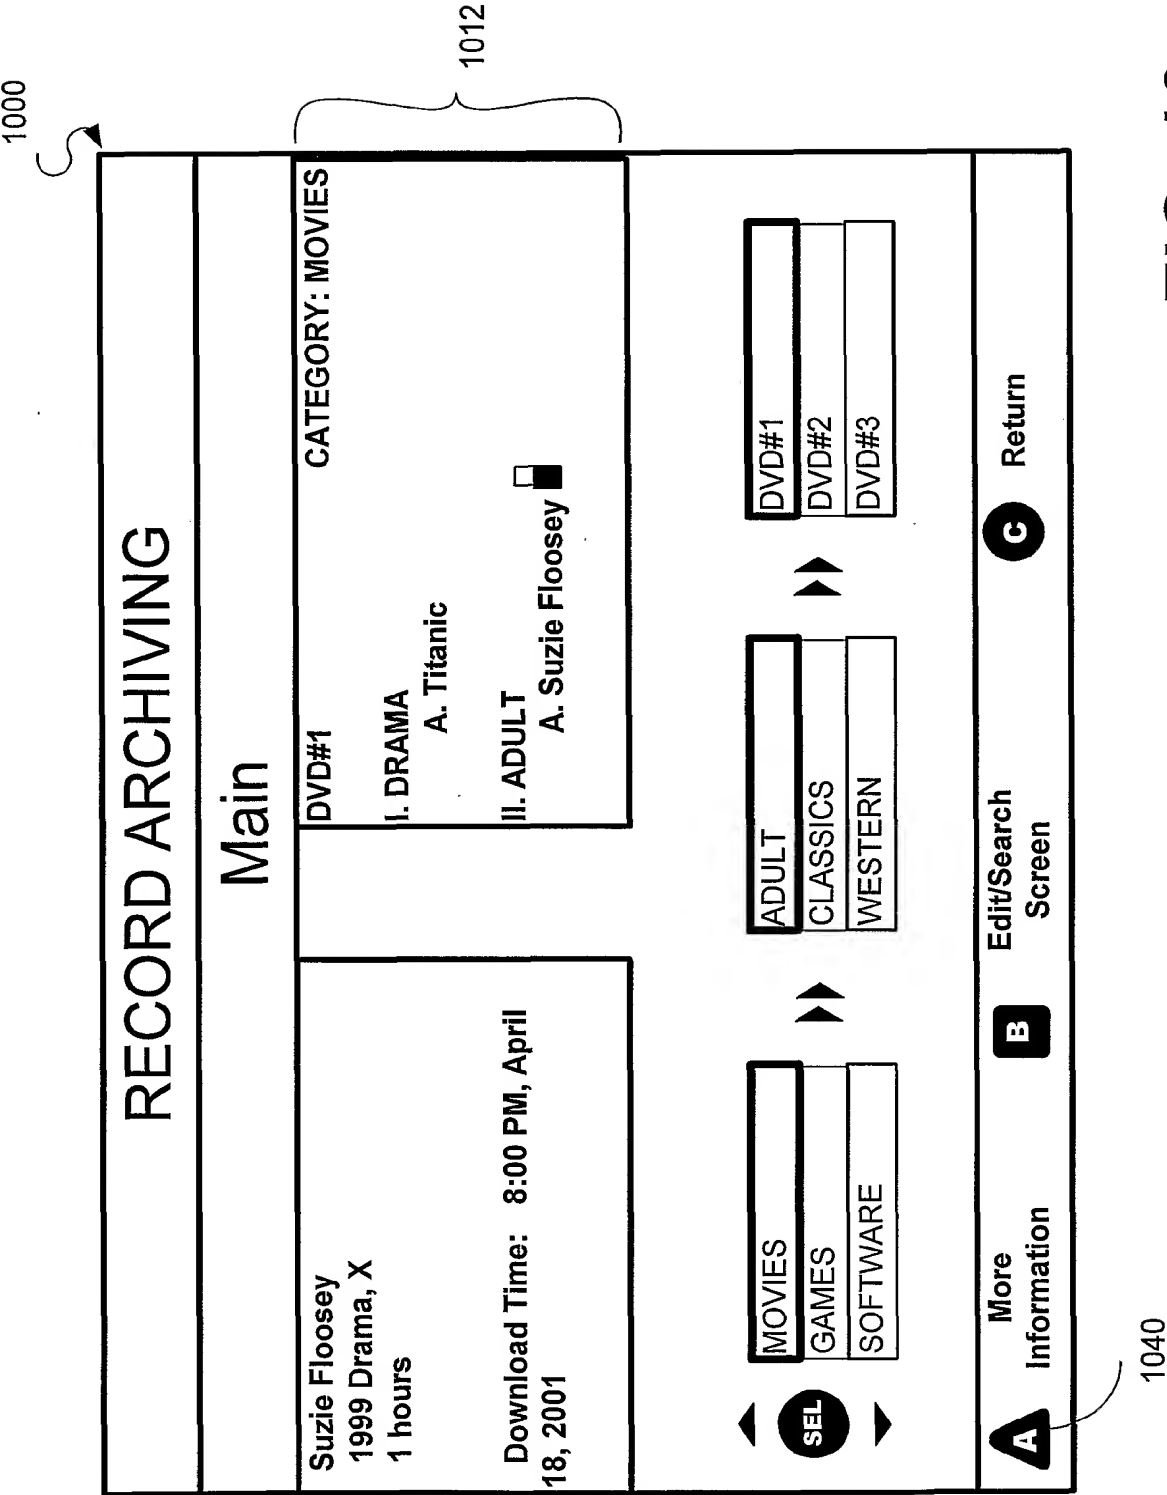 1000
RECORD ARCHIVING
Main
Suzie Floosey
1999 Drama, X
1 hours
Download Time: 8:00 PM, April
18, 2001
DVD#1 CATEGORY: MOVIES
I. DRAMA
A. Titanic
II. ADULT
A. Suzie Floosey
1012
SEL
MOVIES
GAMES
SOFTWARE
ADULT
CLASSICS
WESTERN
DVD#1
DVD#2
DVD#3
A More
Information
B Edit/Search
Screen
C Return
1040